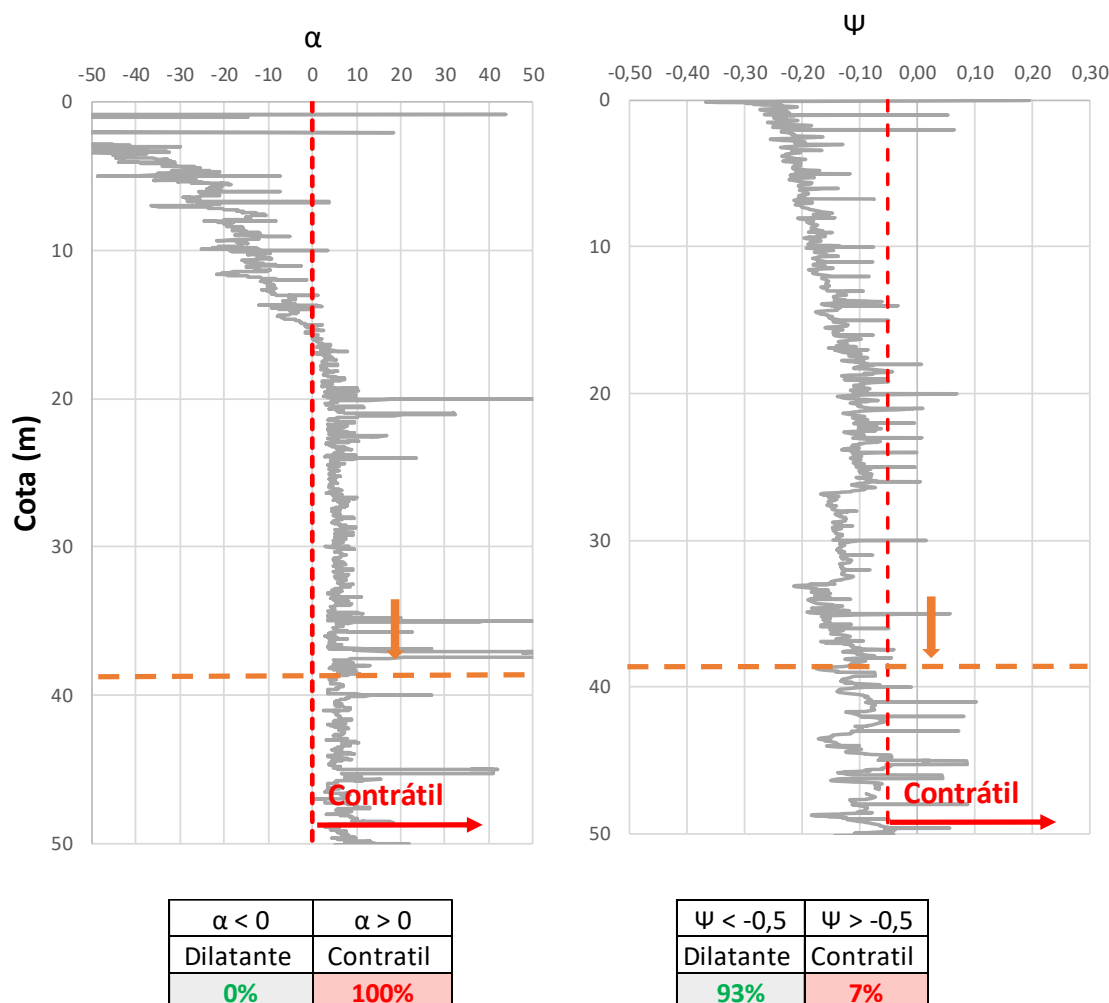 α
-50 -40 -30 -20 -10 0 10 20 30 40 50
0
10
20
30
40
50
Cota (m)
Contrátil
Ψ
-0,40 -0,30 -0,20 -0,10 0,00 0,10 0,20 0,30
-0,50
0
10
20
30
40
50
Contrátil
α < 0 α > 0
Dilatante Contratil
0% 100%
Ψ < -0,5 Ψ > -0,5
Dilatante Contratil
93% 7%